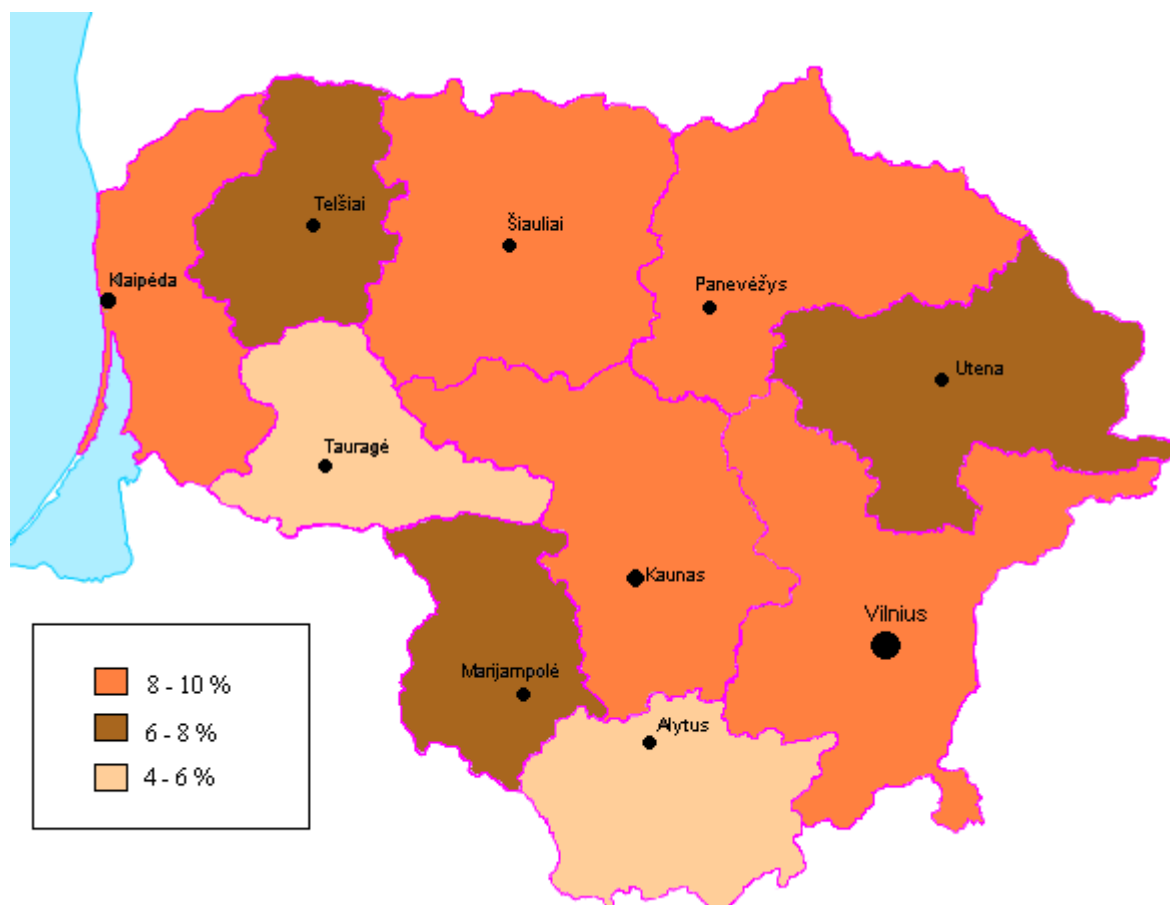 Telšiai
Šiauliai
Klaipėda
Panevėžys
Utena
Tauragė
Kaunas
Vilnius
Marijampolė
Alytus
8 - 10 %
6 - 8 %
4 - 6 %